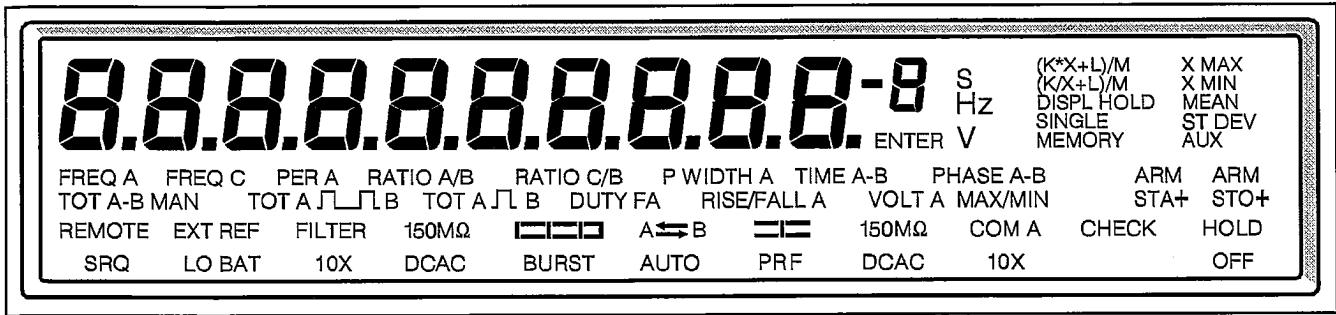 8.8.8.8.8.8.8.8.8.8.-8 S (K*X+L)/M X MAX
Hz (K/X+L)/M X MIN
DISPL HOLD MEAN
SINGLE ST DEV
ENTER V MEMORY AUX
FREQ A FREQ C PER A RATIO A/B RATIO C/B P WIDTH A TIME A-B PHASE A-B ARM ARM
TOT A-B MAN TOT A B TOT A B DUTY FA RISE/FALL A VOLT A MAX/MIN STA+ STO+
REMOTE EXT REF FILTER 150MΩ A⇆B 150MΩ COM A CHECK HOLD
SRQ LO BAT 10X DCAC BURST AUTO PRF DCAC 10X OFF